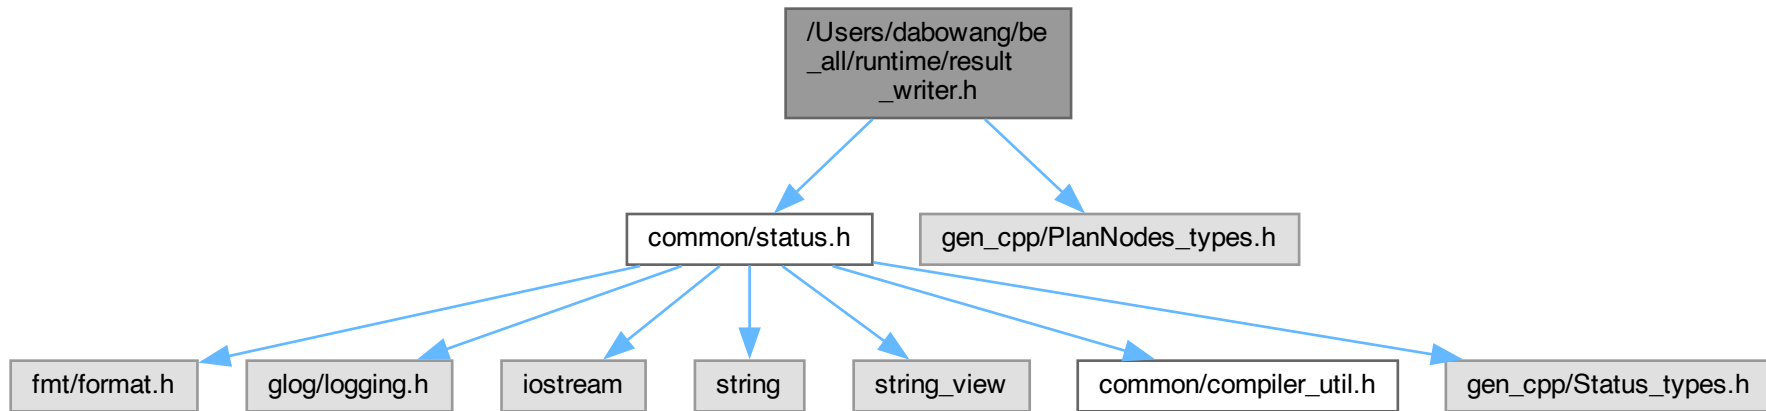 /Users/dabowang/be
_all/runtime/result
_writer.h
common/status.h
gen_cpp/PlanNodes_types.h
fmt/format.h
glog/logging.h
iostream
string
string_view
common/compiler_util.h
gen_cpp/Status_types.h